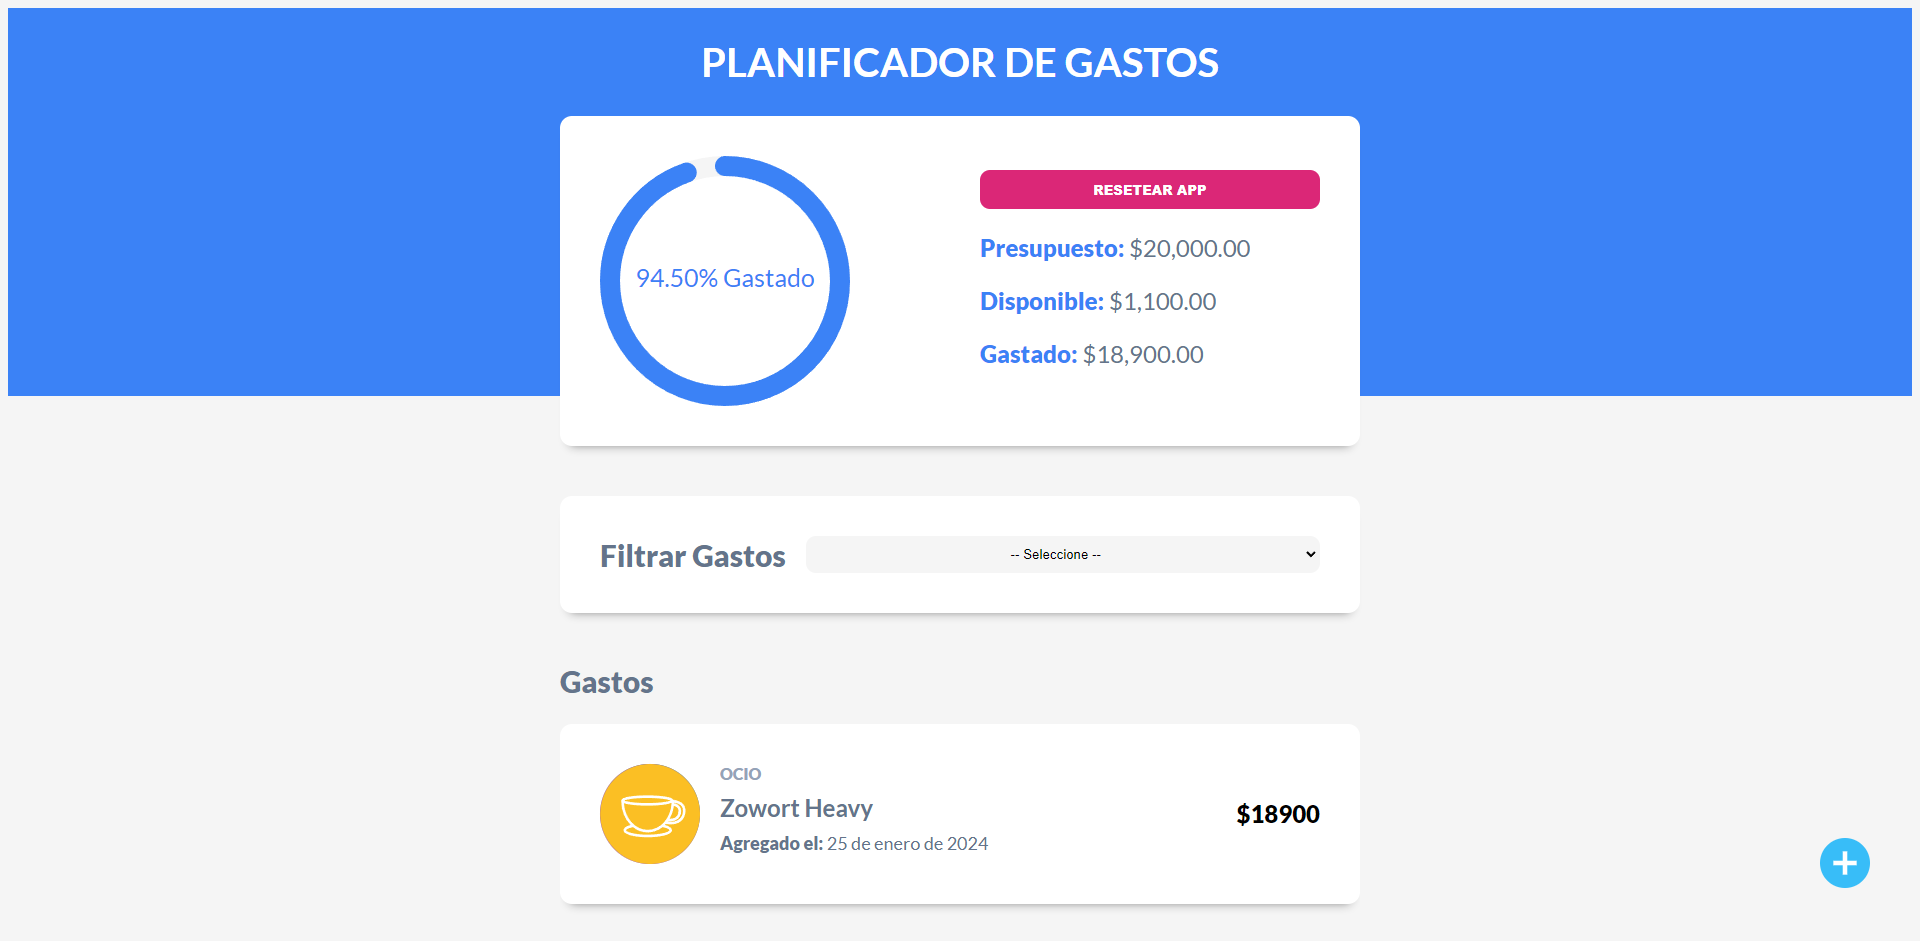 PLANIFICADOR DE GASTOS
94.50% Gastado
RESETEAR APP
Presupuesto: $20,000.00
Disponible: $1,100.00
Gastado: $18,900.00
Filtrar Gastos
-- Seleccione --
Gastos
OCIO
Zowort Heavy
Agregado el: 25 de enero de 2024
$18900